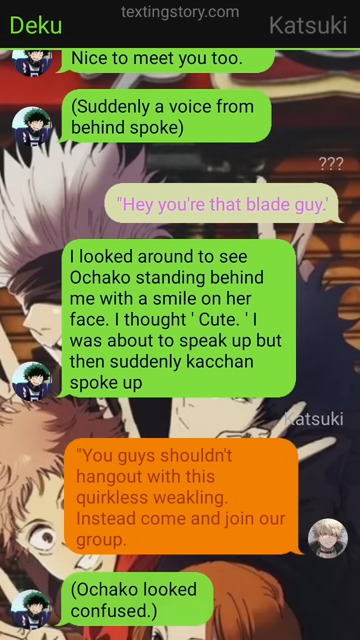 textingstory.com
Deku
Katsuki
Nice to meet you too.
(Suddenly a voice from
behind spoke)
???
"Hey you're that blade guy.'
I looked around to see
Ochako standing behind
me with a smile on her
face. I thought ' Cute. ' I
was about to speak up but
then suddenly kacchan
spoke up
Katsuki
"You guys shouldn't
hangout with this
quirkless weakling.
Instead come and join our
group.
(Ochako looked
confused.)